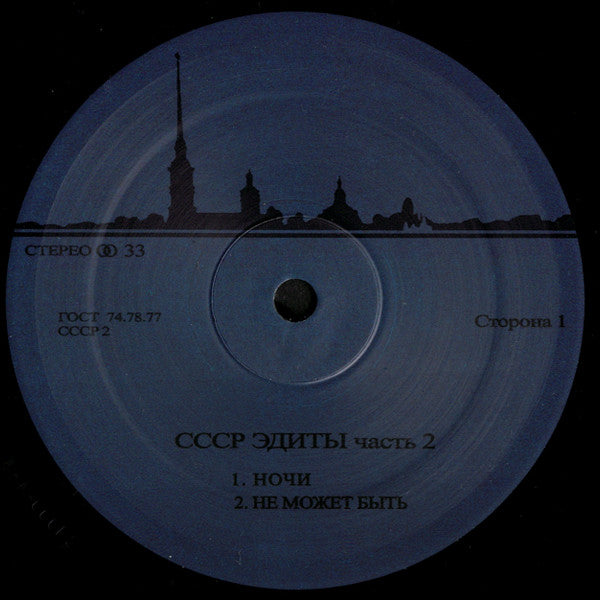 СТЕРЕО 33
ГОСТ 74.78.77
СССР 2
Сторона 1
СССР ЭДИТЫ часть 2
1. НОЧИ
2. НЕ МОЖЕТ БЫТЬ